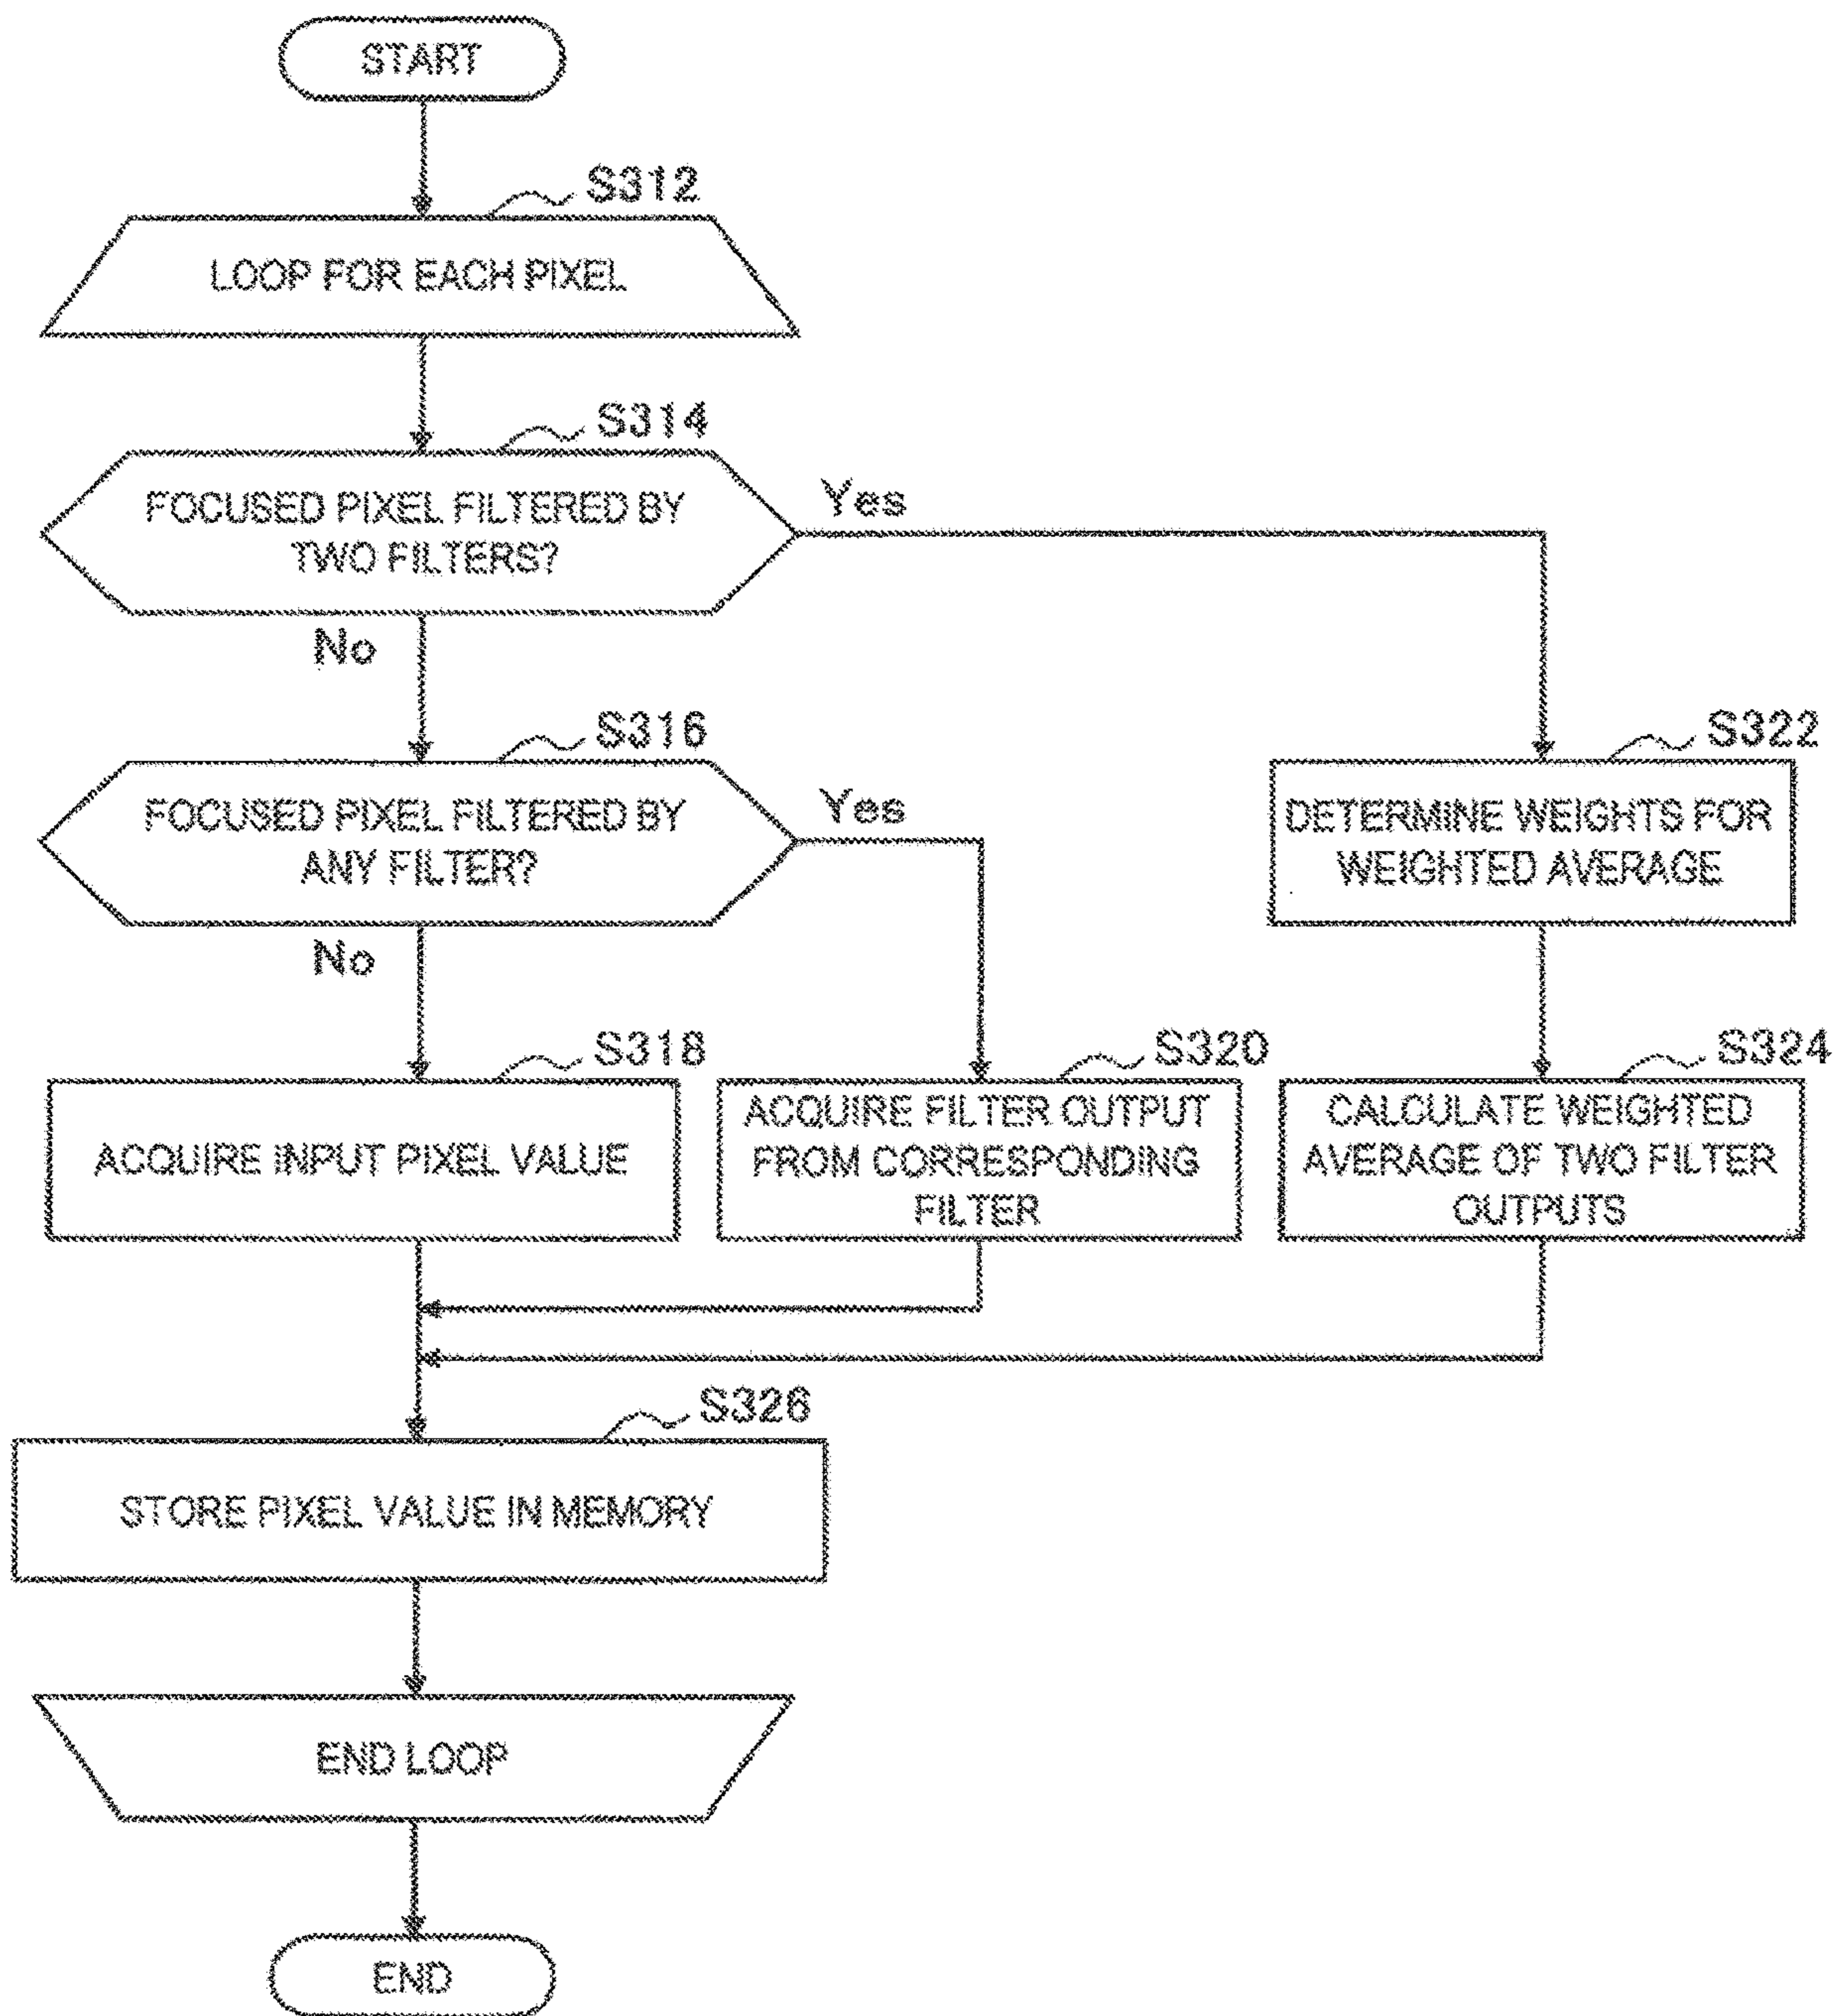 START
S312
LOOP FOR EACH PIXEL
S314
FOCUSED PIXEL FILTERED BY
TWO FILTERS?
Yes
No
S316
FOCUSED PIXEL FILTERED BY
ANY FILTER?
Yes
No
S322
DETERMINE WEIGHTS FOR
WEIGHTED AVERAGE
S318
ACQUIRE INPUT PIXEL VALUE
S320
ACQUIRE FILTER OUTPUT
FROM CORRESPONDING
FILTER
S324
CALCULATE WEIGHTED
AVERAGE OF TWO FILTER
OUTPUTS
S326
STORE PIXEL VALUE IN MEMORY
END LOOP
END